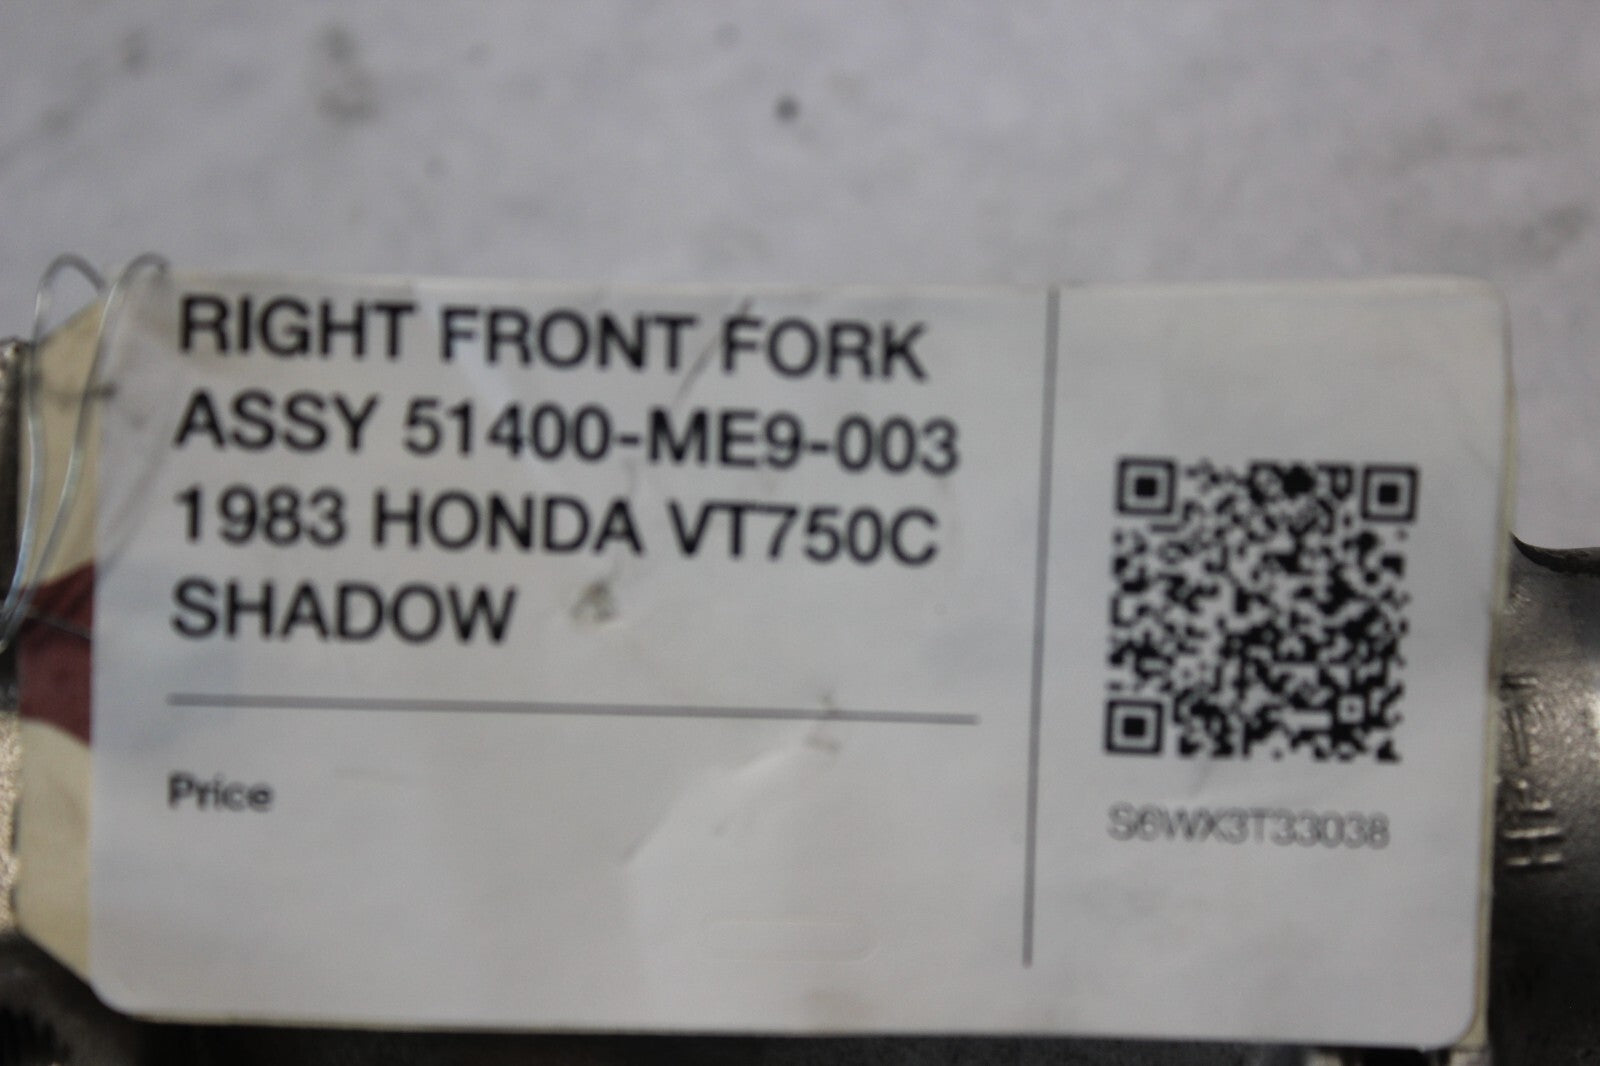 RIGHT FRONT FORK
ASSY 51400-ME9-003
1983 HONDA VT750C
SHADOW
Price
S6WX3T33038